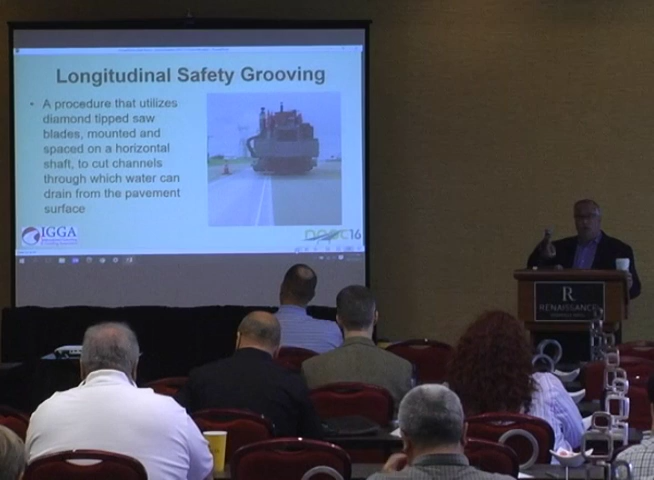 Longitudinal Safety Grooving
• A procedure that utilizes
diamond tipped saw
blades, mounted and
spaced on a horizontal
shaft, to cut channels
through which water can
drain from the pavement
surface
IGGA
16
R
RENAISSANCE